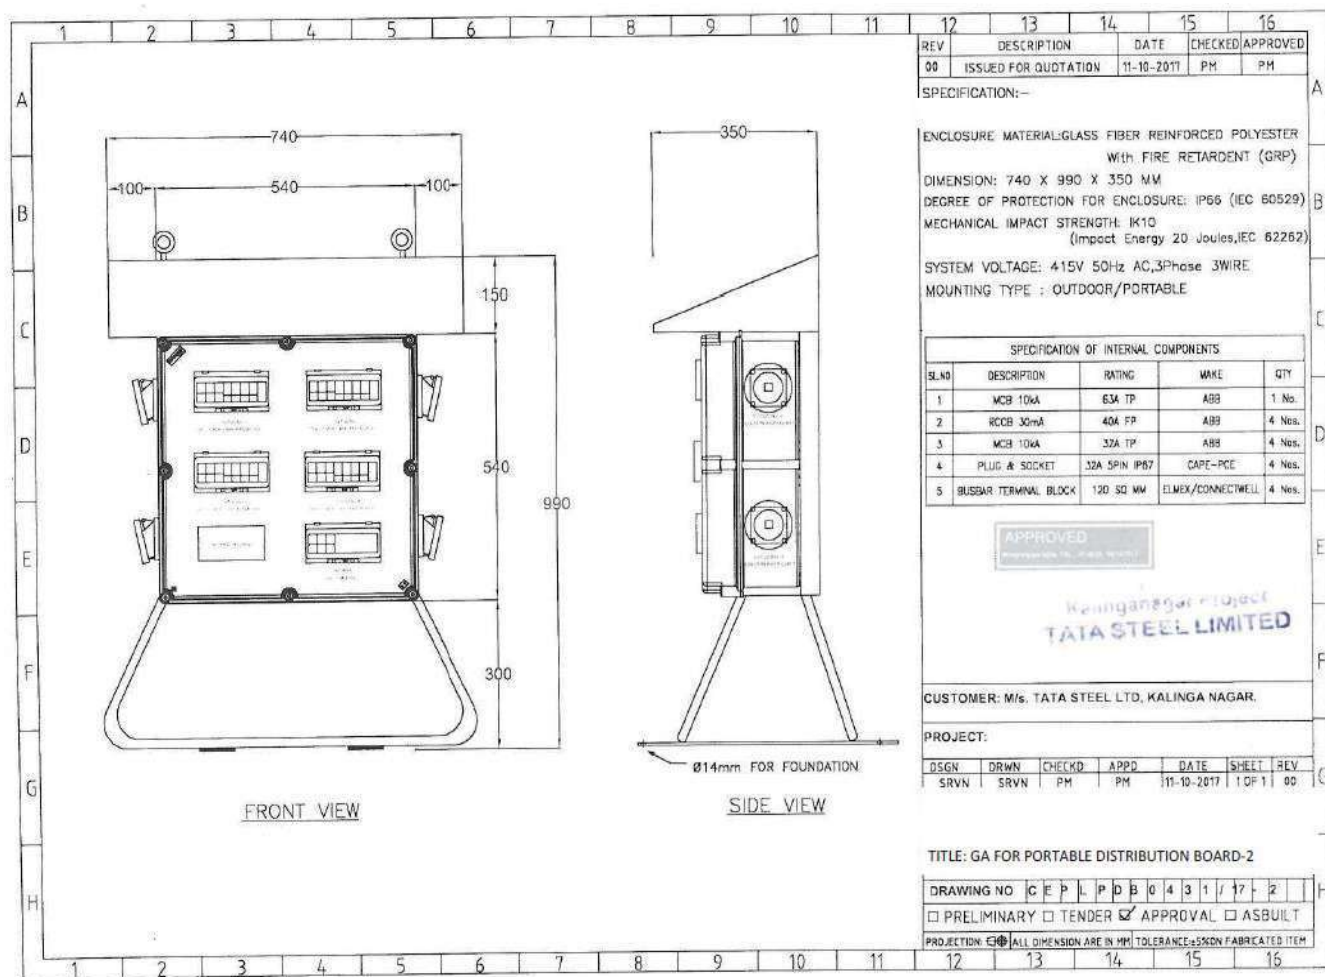 1 2 3 4 5 6 7 8 9 10 11 12 13 14 15 16
A
B
C
D
E
F
G
H
A
B
C
D
E
F
G
H
REV DESCRIPTION DATE CHECKED APPROVED
00 ISSUED FOR QUOTATION 11-10-2017 PM PM
SPECIFICATION:-
ENCLOSURE MATERIAL:GLASS FIBER REINFORCED POLYESTER
With FIRE RETARDENT (GRP)
DIMENSION: 740 X 990 X 350 MM
DEGREE OF PROTECTION FOR ENCLOSURE: IP66 (IEC 60529)
MECHANICAL IMPACT STRENGTH: IK10
(Impact Energy 20 Joules,IEC 62262)
SYSTEM VOLTAGE: 415V 50Hz AC,3Phase 3WIRE
MOUNTING TYPE : OUTDOOR/PORTABLE
SPECIFICATION OF INTERNAL COMPONENTS
SL.NO DESCRIPTION RATING MAKE QTY
1 MCB 10kA 63A TP ABB 1 No.
2 RCCB 30mA 40A FP ABB 4 Nos.
3 MCB 10kA 32A TP ABB 4 Nos.
4 PLUG & SOCKET 32A 5PIN IP67 CAPE-PCE 4 Nos.
5 BUSBAR TERMINAL BLOCK 120 SQ MM ELMEX/CONNECTWELL 4 Nos.
APPROVED
Kalinganagar Project
TATA STEEL LIMITED
CUSTOMER: M/s. TATA STEEL LTD, KALINGA NAGAR.
PROJECT:
DSGN DRWN CHECKD APPD DATE SHEET REV
SRVN SRVN PM PM 11-10-2017 1 OF 1 00
TITLE: GA FOR PORTABLE DISTRIBUTION BOARD-2
DRAWING NO C E P L P D B 0 4 3 1 / 17 - 2
PRELIMINARY TENDER APPROVAL ASBUILT
PROJECTION: ALL DIMENSION ARE IN MM TOLERANCE:±5%ON FABRICATED ITEM
740
100 540 100
150
540
990
300
FRONT VIEW
350
Ø14mm FOR FOUNDATION
SIDE VIEW
1 2 3 4 5 6 7 8 9 10 11 12 13 14 15 16